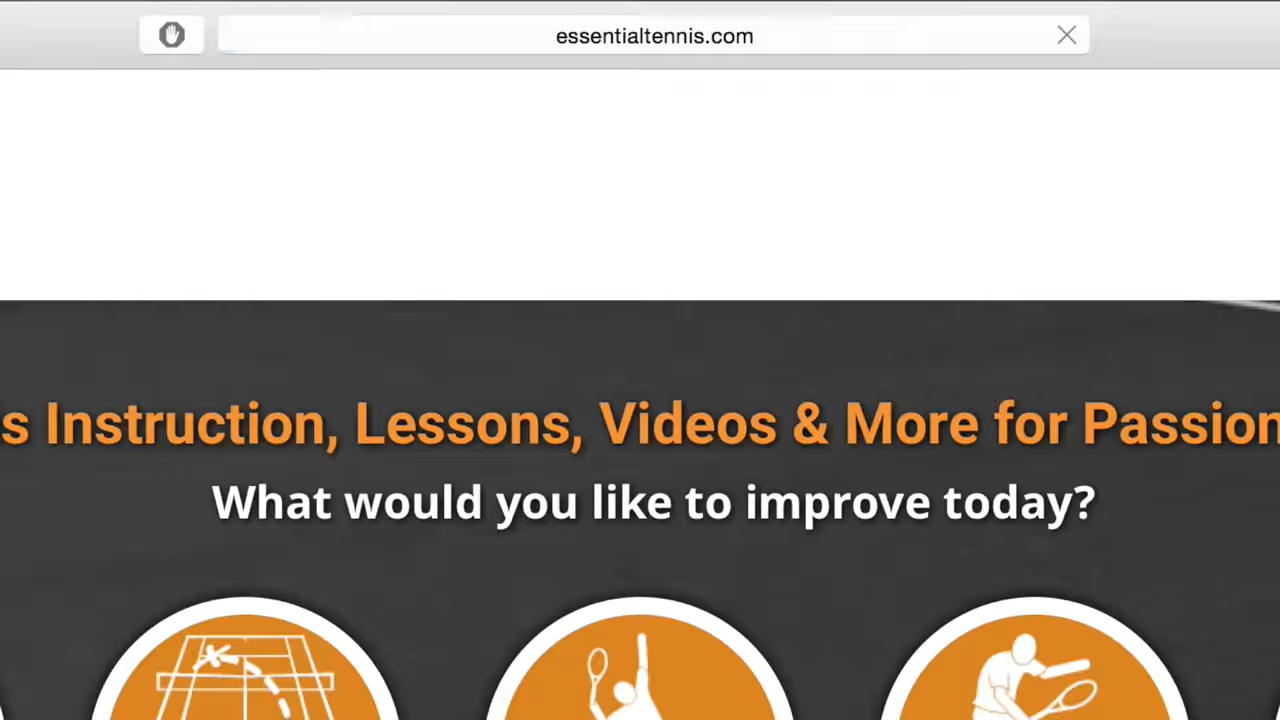 essentialtennis.com
s Instruction, Lessons, Videos & More for Passion
What would you like to improve today?